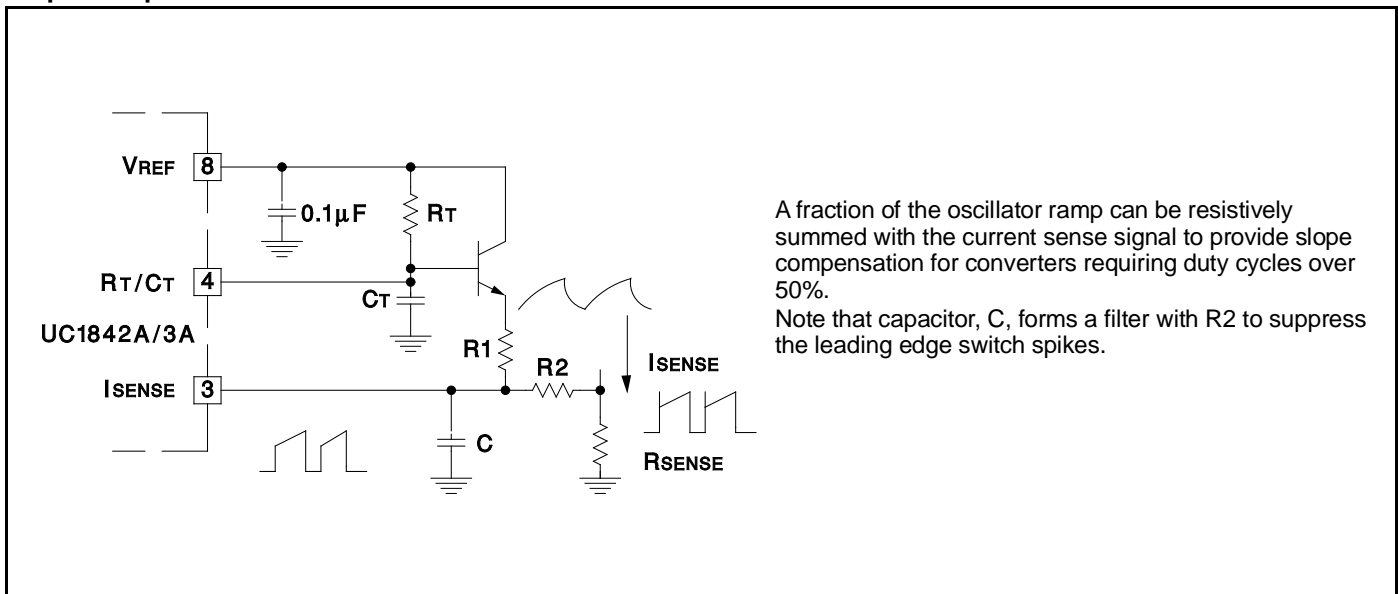 VREF 8
0.1µF
RT
RT/CT 4
CT
UC1842A/3A
R1
R2
ISENSE
ISENSE 3
C
RSENSE
A fraction of the oscillator ramp can be resistively
summed with the current sense signal to provide slope
compensation for converters requiring duty cycles over
50%.
Note that capacitor, C, forms a filter with R2 to suppress
the leading edge switch spikes.